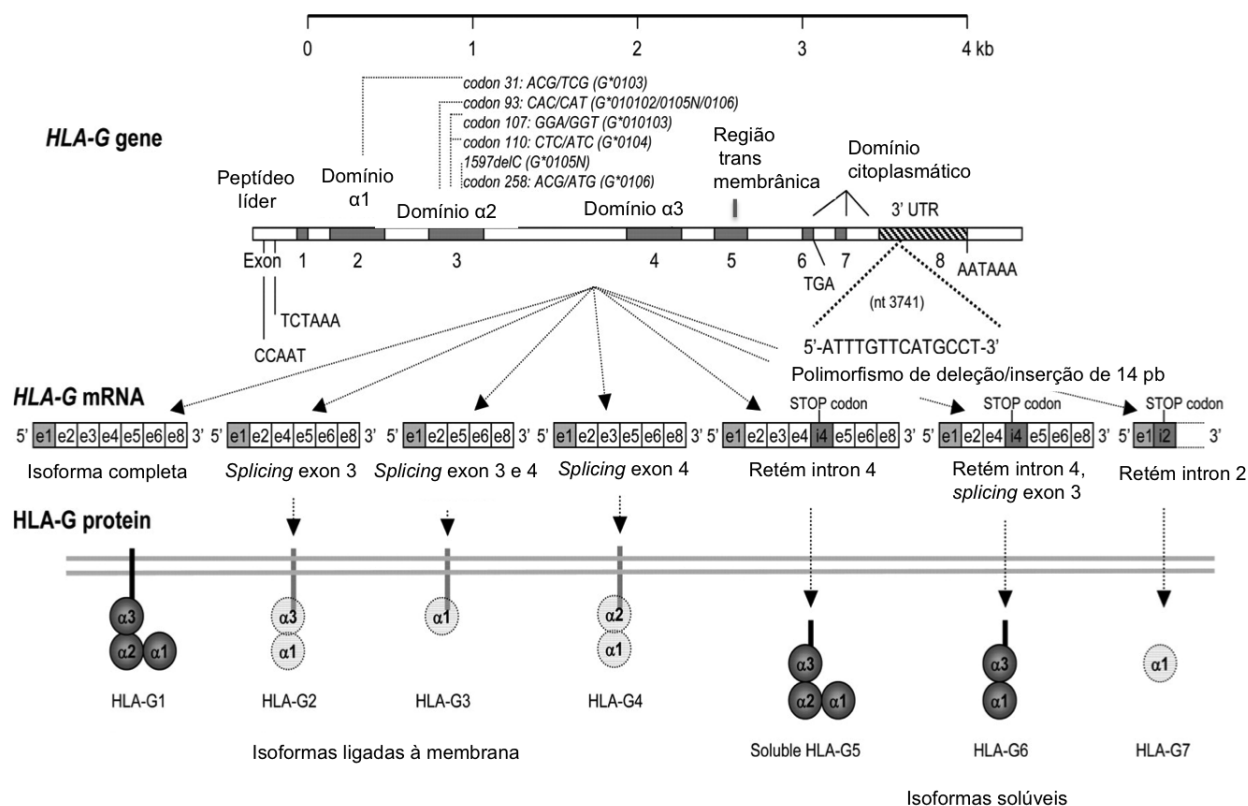 0 1 2 3 4 kb
codon 31: ACG/TCG (G*0103)
codon 93: CAC/CAT (G*010102/0105N/0106)
codon 107: GGA/GGT (G*010103)
codon 110: CTC/ATC (G*0104)
1597delC (G*0105N)
codon 258: ACG/ATG (G*0106)
HLA-G gene
Peptídeo
líder
Domínio
α1
Domínio α2
Domínio α3
Região
trans
membrânica
Domínio
citoplasmático
3' UTR
Exon 1 2 3 4 5 6 7 8
TGA
AATAAA
TCTAAA
CCAAT
(nt 3741)
5'-ATTTGTTCATGCCT-3'
Polimorfismo de deleção/inserção de 14 pb
HLA-G mRNA
STOP codon STOP codon STOP codon
5' e1 e2 e3 e4 e5 e6 e8 3'
5' e1 e2 e4 e5 e6 e8 3'
5' e1 e2 e5 e6 e8 3'
5' e1 e2 e3 e5 e6 e8 3'
5' e1 e2 e3 e4 i4 e5 e6 e8 3'
5' e1 e2 e4 i4 e5 e6 e8 3'
5' e1 i2 3'
Isoforma completa
Splicing exon 3
Splicing exon 3 e 4
Splicing exon 4
Retém intron 4
Retém intron 4,
splicing exon 3
Retém intron 2
HLA-G protein
α3
α2 α1
α3
α1
α1
α2
α1
α3
α2 α1
α3
α1
α1
HLA-G1
HLA-G2
HLA-G3
HLA-G4
Soluble HLA-G5
HLA-G6
HLA-G7
Isoformas ligadas à membrana
Isoformas solúveis